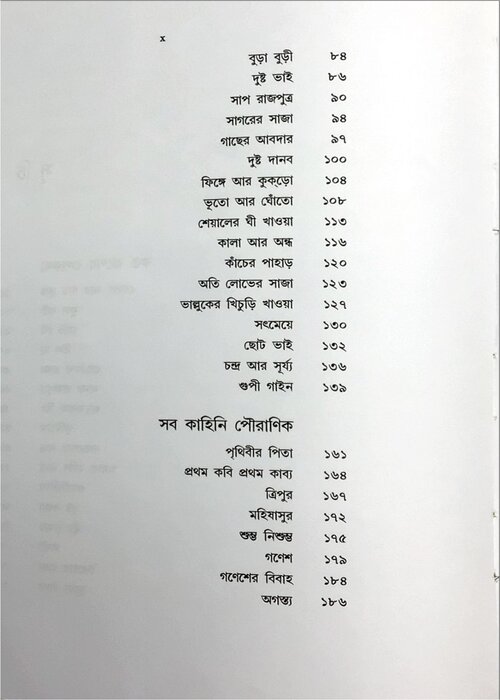 x
বুড়া বুড়ী ৮৪
দুষ্ট ভাই ৮৬
সাপ রাজপুত্র ৯০
সাগরের সাজা ৯৪
গাছের আবদার ৯৭
দুষ্ট দানব ১০০
ফিঙ্গে আর কুক্‌ড়ো ১০৪
ভূতো আর ঘোঁতো ১০৮
শেয়ালের ঘী খাওয়া ১১৩
কালা আর অন্ধ ১১৬
কাঁচের পাহাড় ১২০
অতি লোভের সাজা ১২৩
ভাল্লুকের খিচুড়ি খাওয়া ১২৭
সৎমেয়ে ১৩০
ছোট ভাই ১৩২
চন্দ্র আর সূর্য্য ১৩৬
গুপী গাইন ১৩৯
সব কাহিনি পৌরাণিক
পৃথিবীর পিতা ১৬১
প্রথম কবি প্রথম কাব্য ১৬৪
ত্রিপুর ১৬৭
মহিষাসুর ১৭২
শুম্ভ নিশুম্ভ ১৭৫
গণেশ ১৭৯
গণেশের বিবাহ ১৮৪
অগস্ত্য ১৮৬